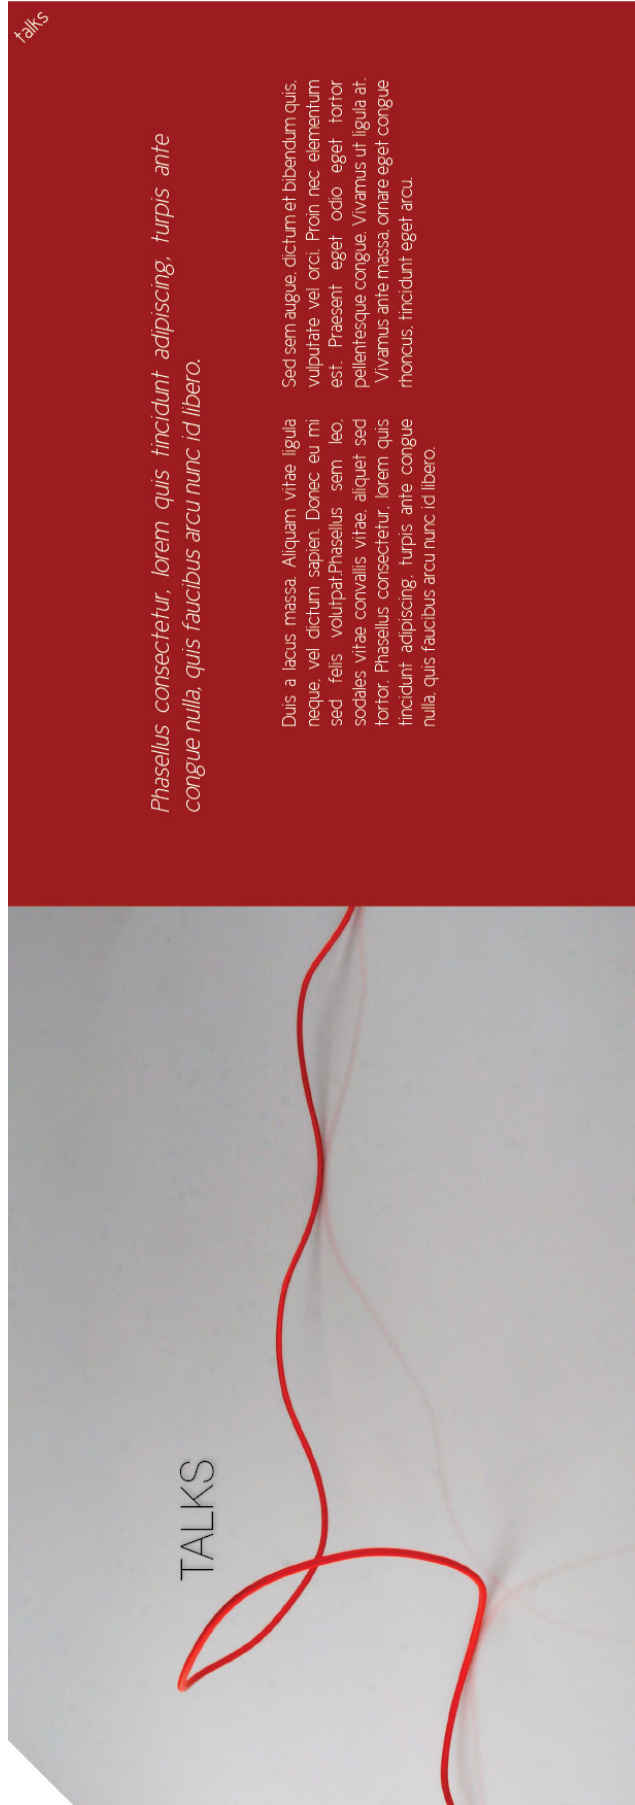 TALKS
talks
Phasellus consectetur, lorem quis tincidunt adipiscing, turpis ante
congue nulla, quis faucibus arcu nunc id libero.
Duis a lacus massa. Aliquam vitae ligula
neque, vel dictum sapien. Donec eu mi
sed felis volutpat.Phasellus sem leo,
sodales vitae convallis vitae, aliquet sed
tortor. Phasellus consectetur, lorem quis
tincidunt adipiscing, turpis ante congue
nulla, quis faucibus arcu nunc id libero.
Sed sem augue, dictum et bibendum quis,
vulputate vel orci. Proin nec elementum
est. Praesent eget odio eget tortor
pellentesque congue. Vivamus ut ligula at.
Vivamus ante massa, ornare eget congue
rhoncus, tincidunt eget arcu.